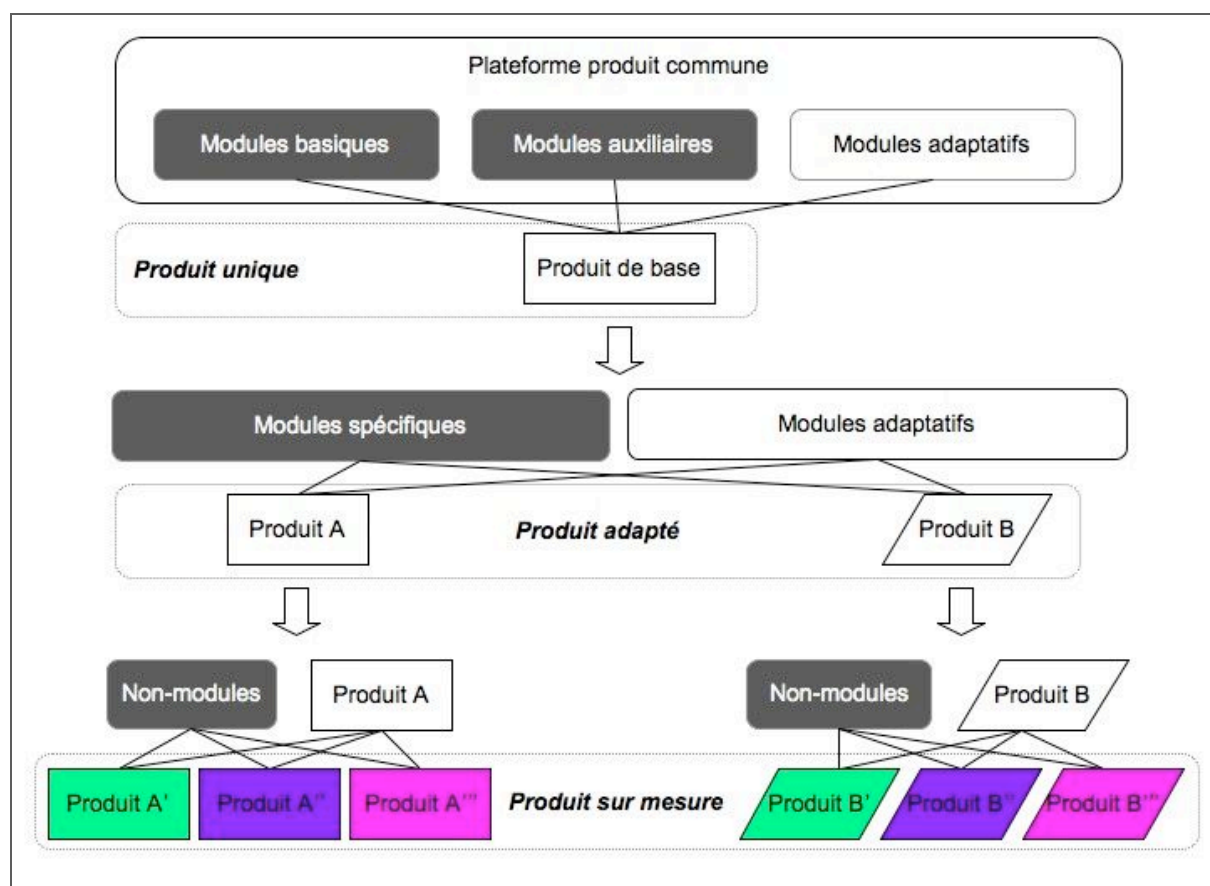 Plateforme produit commune
Modules basiques
Modules auxiliaires
Modules adaptatifs
Produit unique
Produit de base
Modules spécifiques
Modules adaptatifs
Produit A
Produit adapté
Produit B
Non-modules
Produit A
Non-modules
Produit B
Produit A'
Produit A''
Produit A'''
Produit sur mesure
Produit B'
Produit B''
Produit B'''